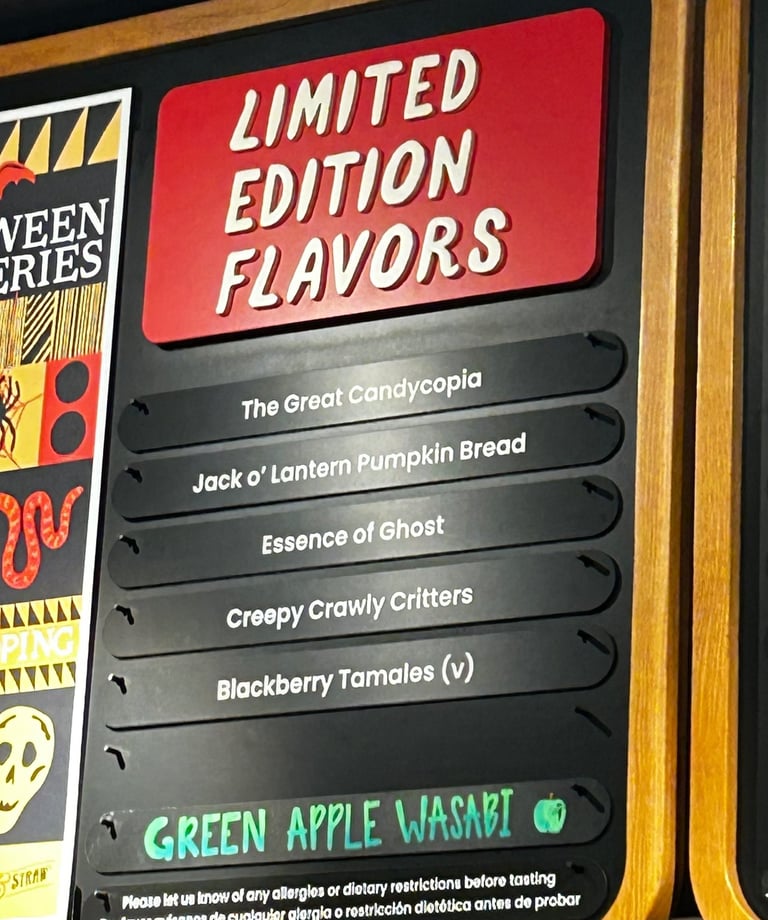 LIMITED
EDITION
FLAVORS
The Great Candycopia
Jack o' Lantern Pumpkin Bread
Essence of Ghost
Creepy Crawly Critters
Blackberry Tamales (v)
GREEN APPLE WASABI
Please let us know of any allergies or dietary restrictions before tasting
de cualquier alergia o restricción dietética antes de probar
WEEN
ERIES
PING
& STRAW